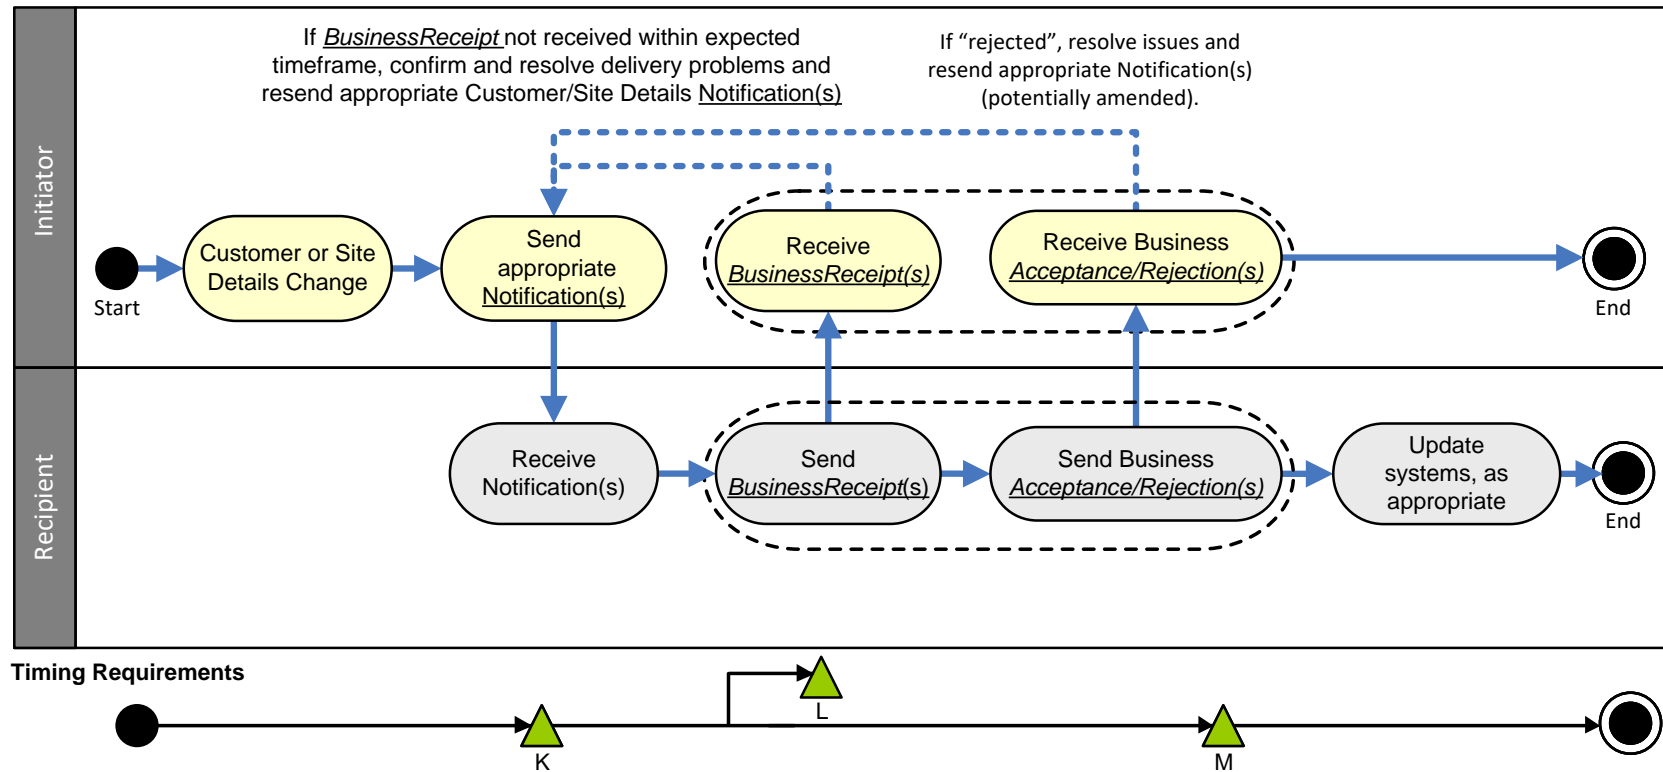 If BusinessReceipt not received within expected
timeframe, confirm and resolve delivery problems and
resend appropriate Customer/Site Details Notification(s)
If “rejected”, resolve issues and
resend appropriate Notification(s)
(potentially amended).
Initiator
Start
Customer or Site
Details Change
Send
appropriate
Notification(s)
Receive
BusinessReceipt(s)
Receive Business
Acceptance/Rejection(s)
End
Recipient
Receive
Notification(s)
Send
BusinessReceipt(s)
Send Business
Acceptance/Rejection(s)
Update
systems, as
appropriate
End
Timing Requirements
K
L
M